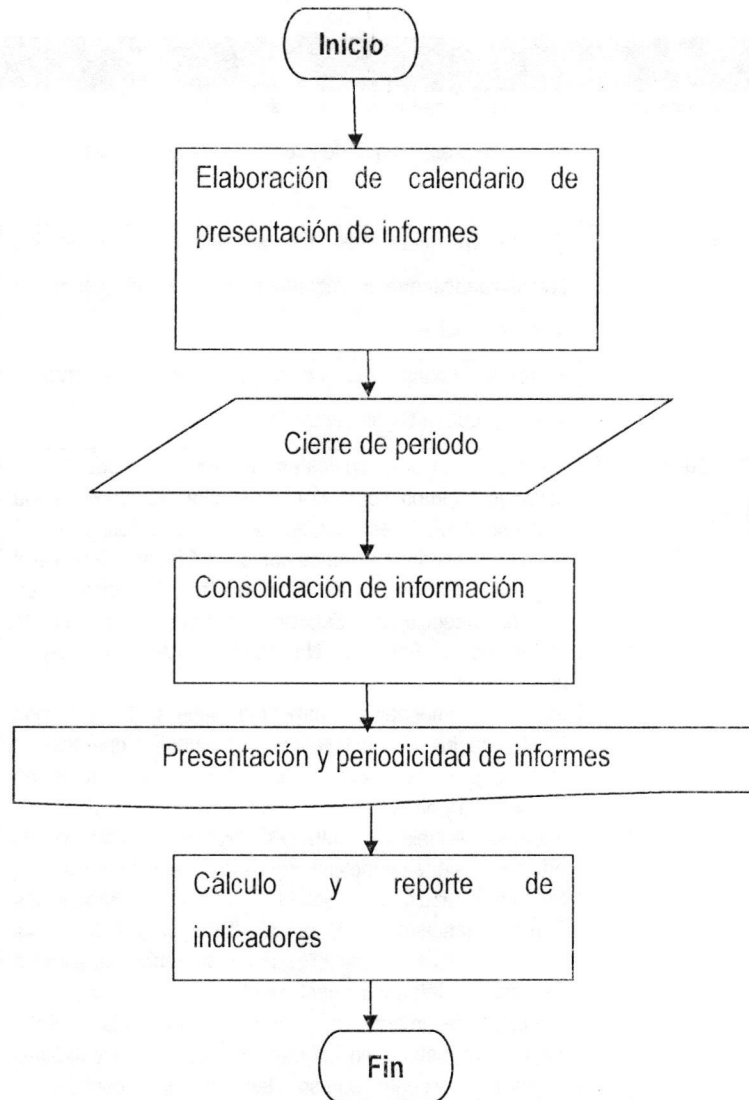 Inicio
Elaboración de calendario de
presentación de informes
Cierre de periodo
Consolidación de información
Presentación y periodicidad de informes
Cálculo y reporte de
indicadores
Fin